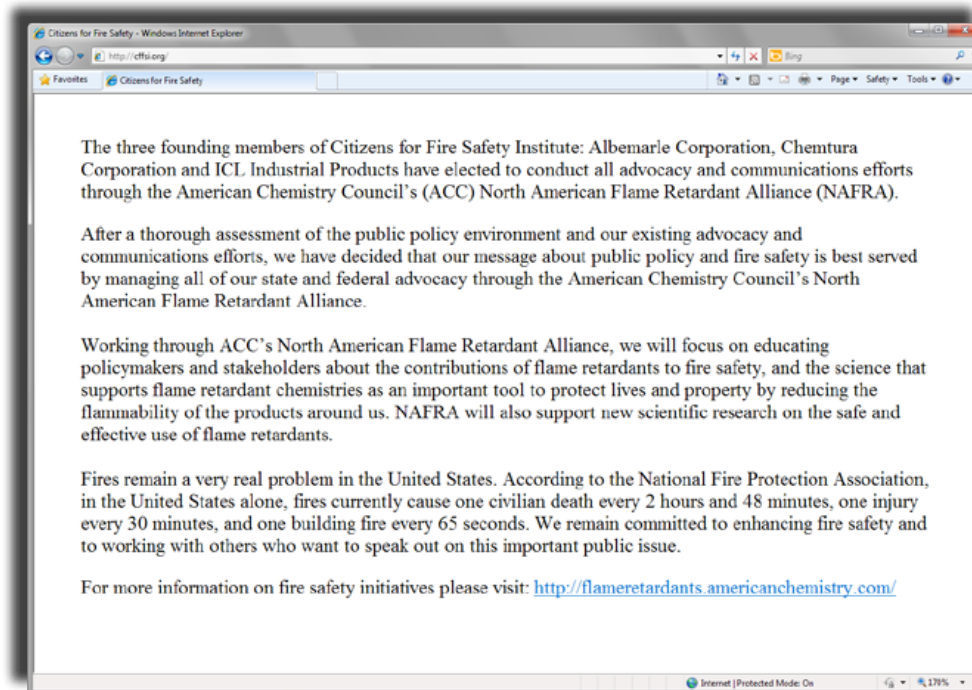 Citizens for Fire Safety - Windows Internet Explorer
http://cffsi.org/
Bing
Favorites
Citizens for Fire Safety
Page
Safety
Tools
The three founding members of Citizens for Fire Safety Institute: Albemarle Corporation, Chemtura
Corporation and ICL Industrial Products have elected to conduct all advocacy and communications efforts
through the American Chemistry Council's (ACC) North American Flame Retardant Alliance (NAFRA).
After a thorough assessment of the public policy environment and our existing advocacy and
communications efforts, we have decided that our message about public policy and fire safety is best served
by managing all of our state and federal advocacy through the American Chemistry Council's North
American Flame Retardant Alliance.
Working through ACC's North American Flame Retardant Alliance, we will focus on educating
policymakers and stakeholders about the contributions of flame retardants to fire safety, and the science that
supports flame retardant chemistries as an important tool to protect lives and property by reducing the
flammability of the products around us. NAFRA will also support new scientific research on the safe and
effective use of flame retardants.
Fires remain a very real problem in the United States. According to the National Fire Protection Association,
in the United States alone, fires currently cause one civilian death every 2 hours and 48 minutes, one injury
every 30 minutes, and one building fire every 65 seconds. We remain committed to enhancing fire safety and
to working with others who want to speak out on this important public issue.
For more information on fire safety initiatives please visit: http://flameretardants.americanchemistry.com/
Internet | Protected Mode: On
170%